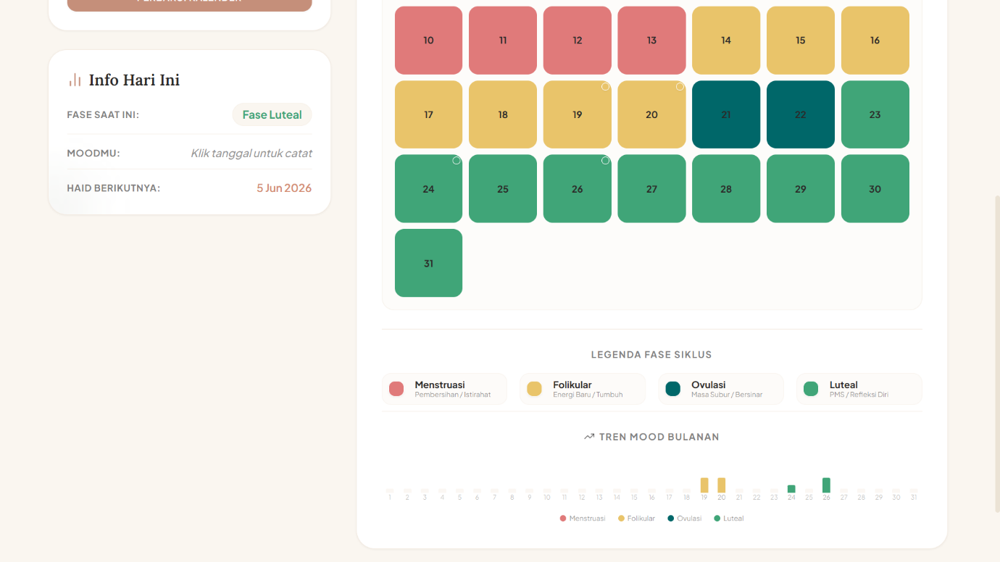 Info Hari Ini
FASE SAAT INI: Fase Luteal
MOODMU: Klik tanggal untuk catat
HAID BERIKUTNYA: 5 Jun 2026
10 11 12 13 14 15 16
17 18 19 20 21 22 23
24 25 26 27 28 29 30
31
LEGENDA FASE SIKLUS
Menstruasi Folikular Ovulasi Luteal
Pembersihan / Istirahat Energi Baru / Tumbuh Masa Subur / Bersinar PMS / Refleksi Diri
TREN MOOD BULANAN
1 2 3 4 5 6 7 8 9 10 11 12 13 14 15 16 17 18 19 20 21 22 23 24 25 26 27 28 29 30 31
Menstruasi Folikular Ovulasi Luteal